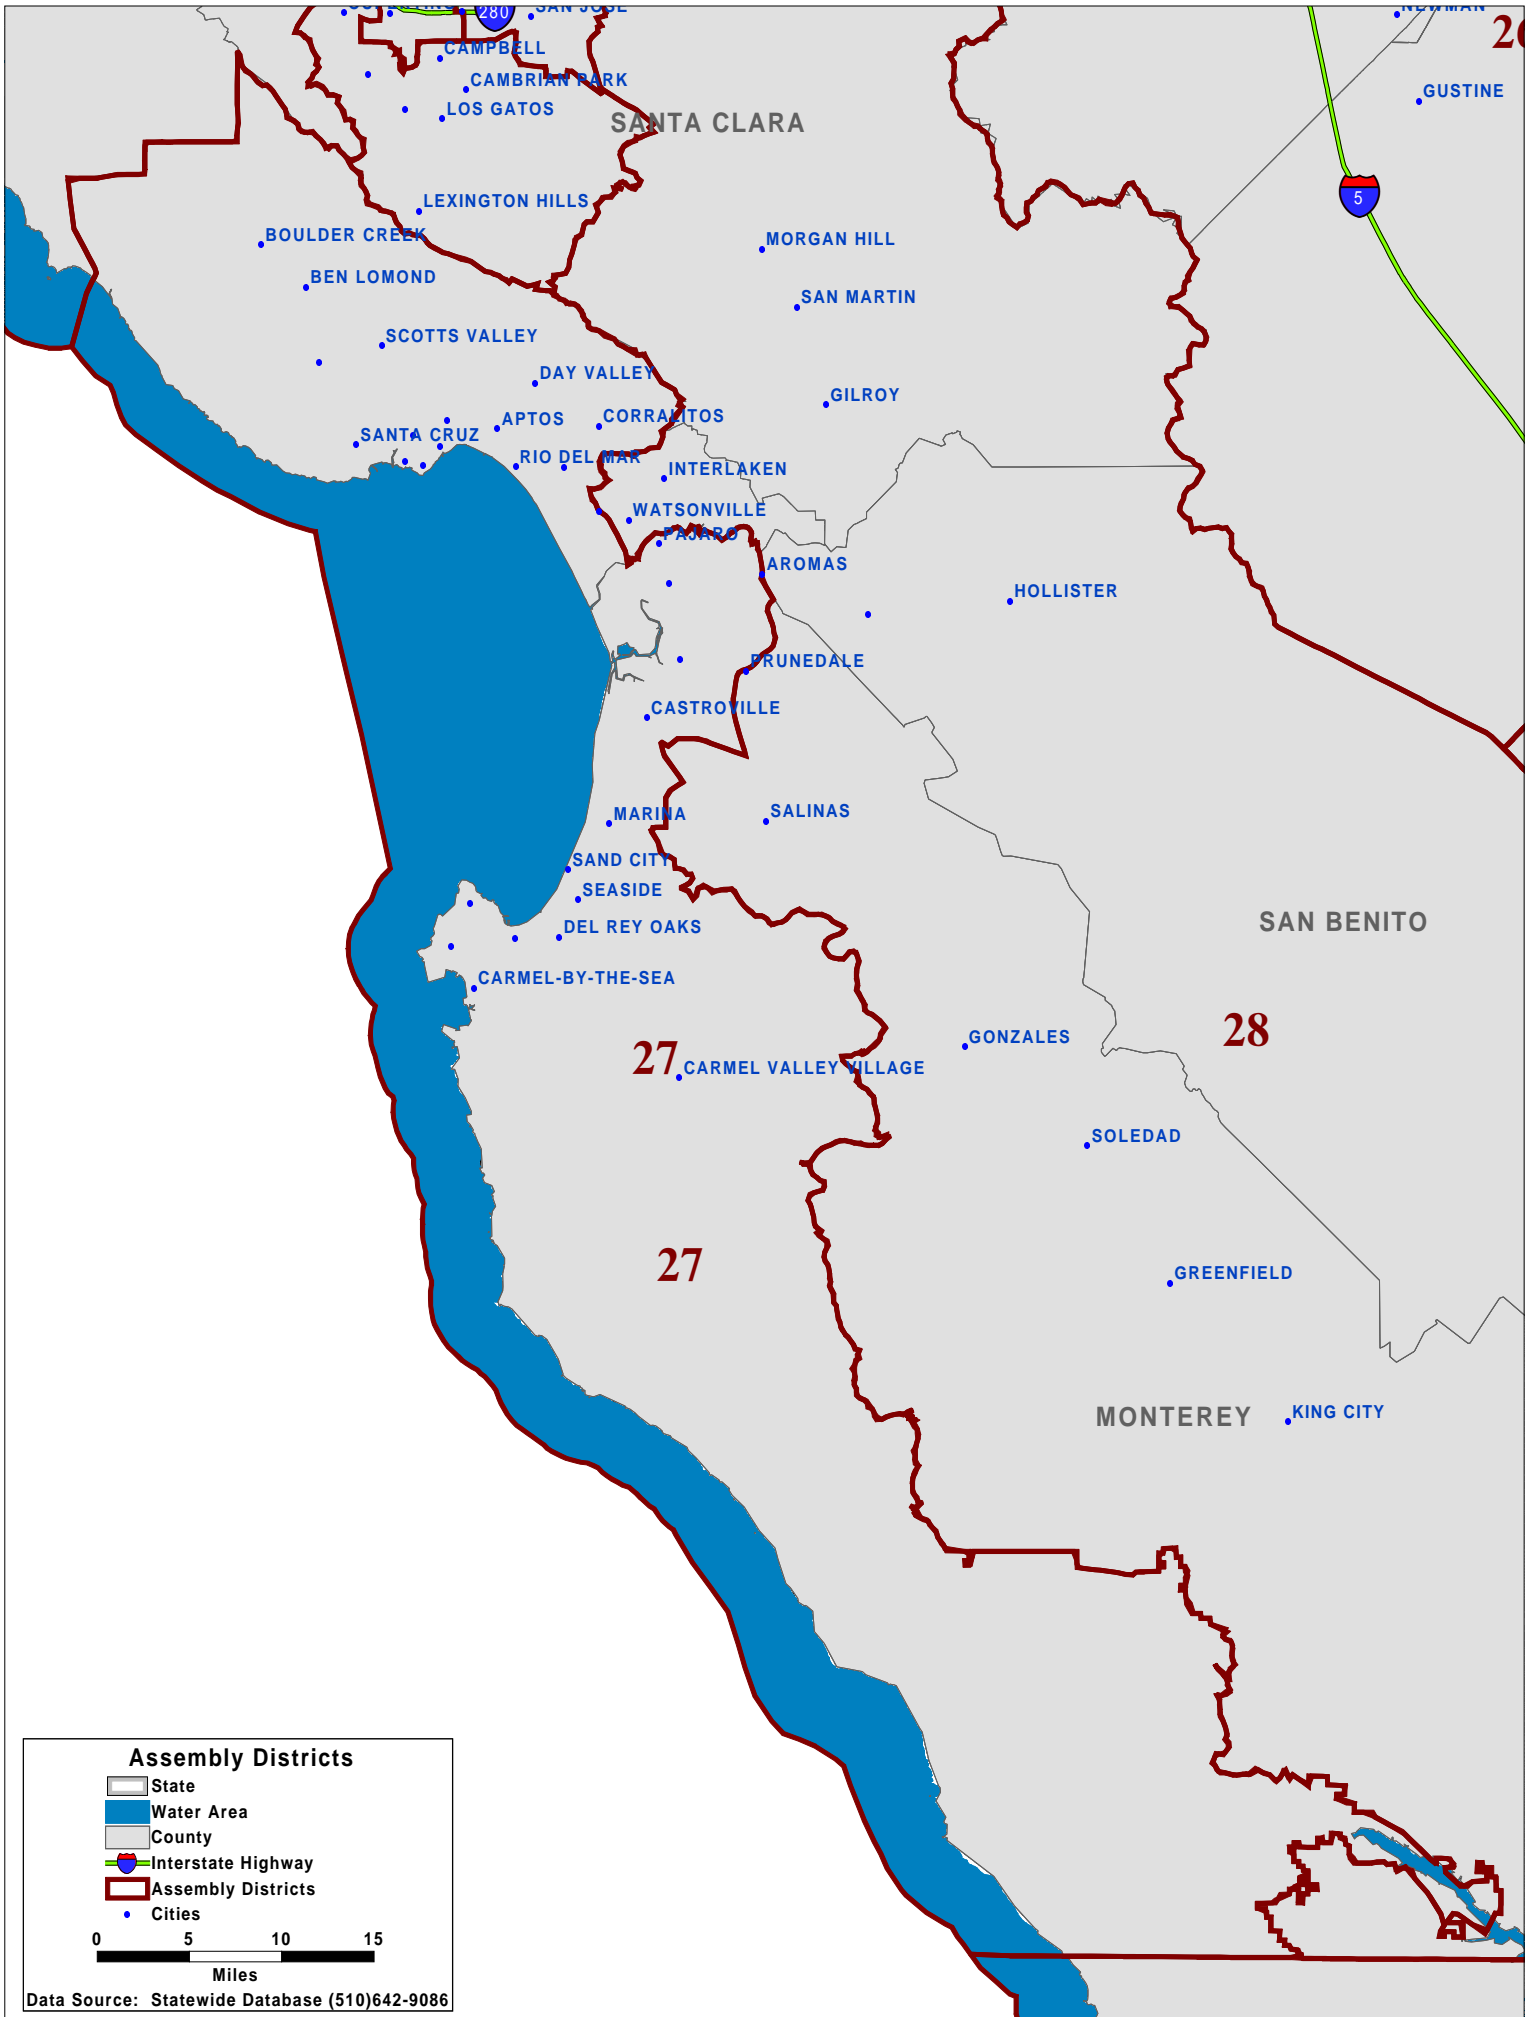 280
SAN JOSE
NEWMAN
CAMPBELL
CAMBRIAN PARK
GUSTINE
LOS GATOS
SANTA CLARA
5
LEXINGTON HILLS
BOULDER CREEK
MORGAN HILL
BEN LOMOND
SAN MARTIN
SCOTTS VALLEY
DAY VALLEY
GILROY
APTOS
CORRALITOS
SANTA CRUZ
RIO DEL MAR
INTERLAKEN
WATSONVILLE
PAJARO
AROMAS
HOLLISTER
PRUNEDALE
CASTROVILLE
MARINA
SALINAS
SAND CITY
SEASIDE
DEL REY OAKS
SAN BENITO
CARMEL-BY-THE-SEA
28
GONZALES
27
CARMEL VALLEY VILLAGE
SOLEDAD
27
GREENFIELD
MONTEREY
KING CITY
Assembly Districts
State
Water Area
County
Interstate Highway
Assembly Districts
Cities
0 5 10 15
Miles
Data Source: Statewide Database (510)642-9086